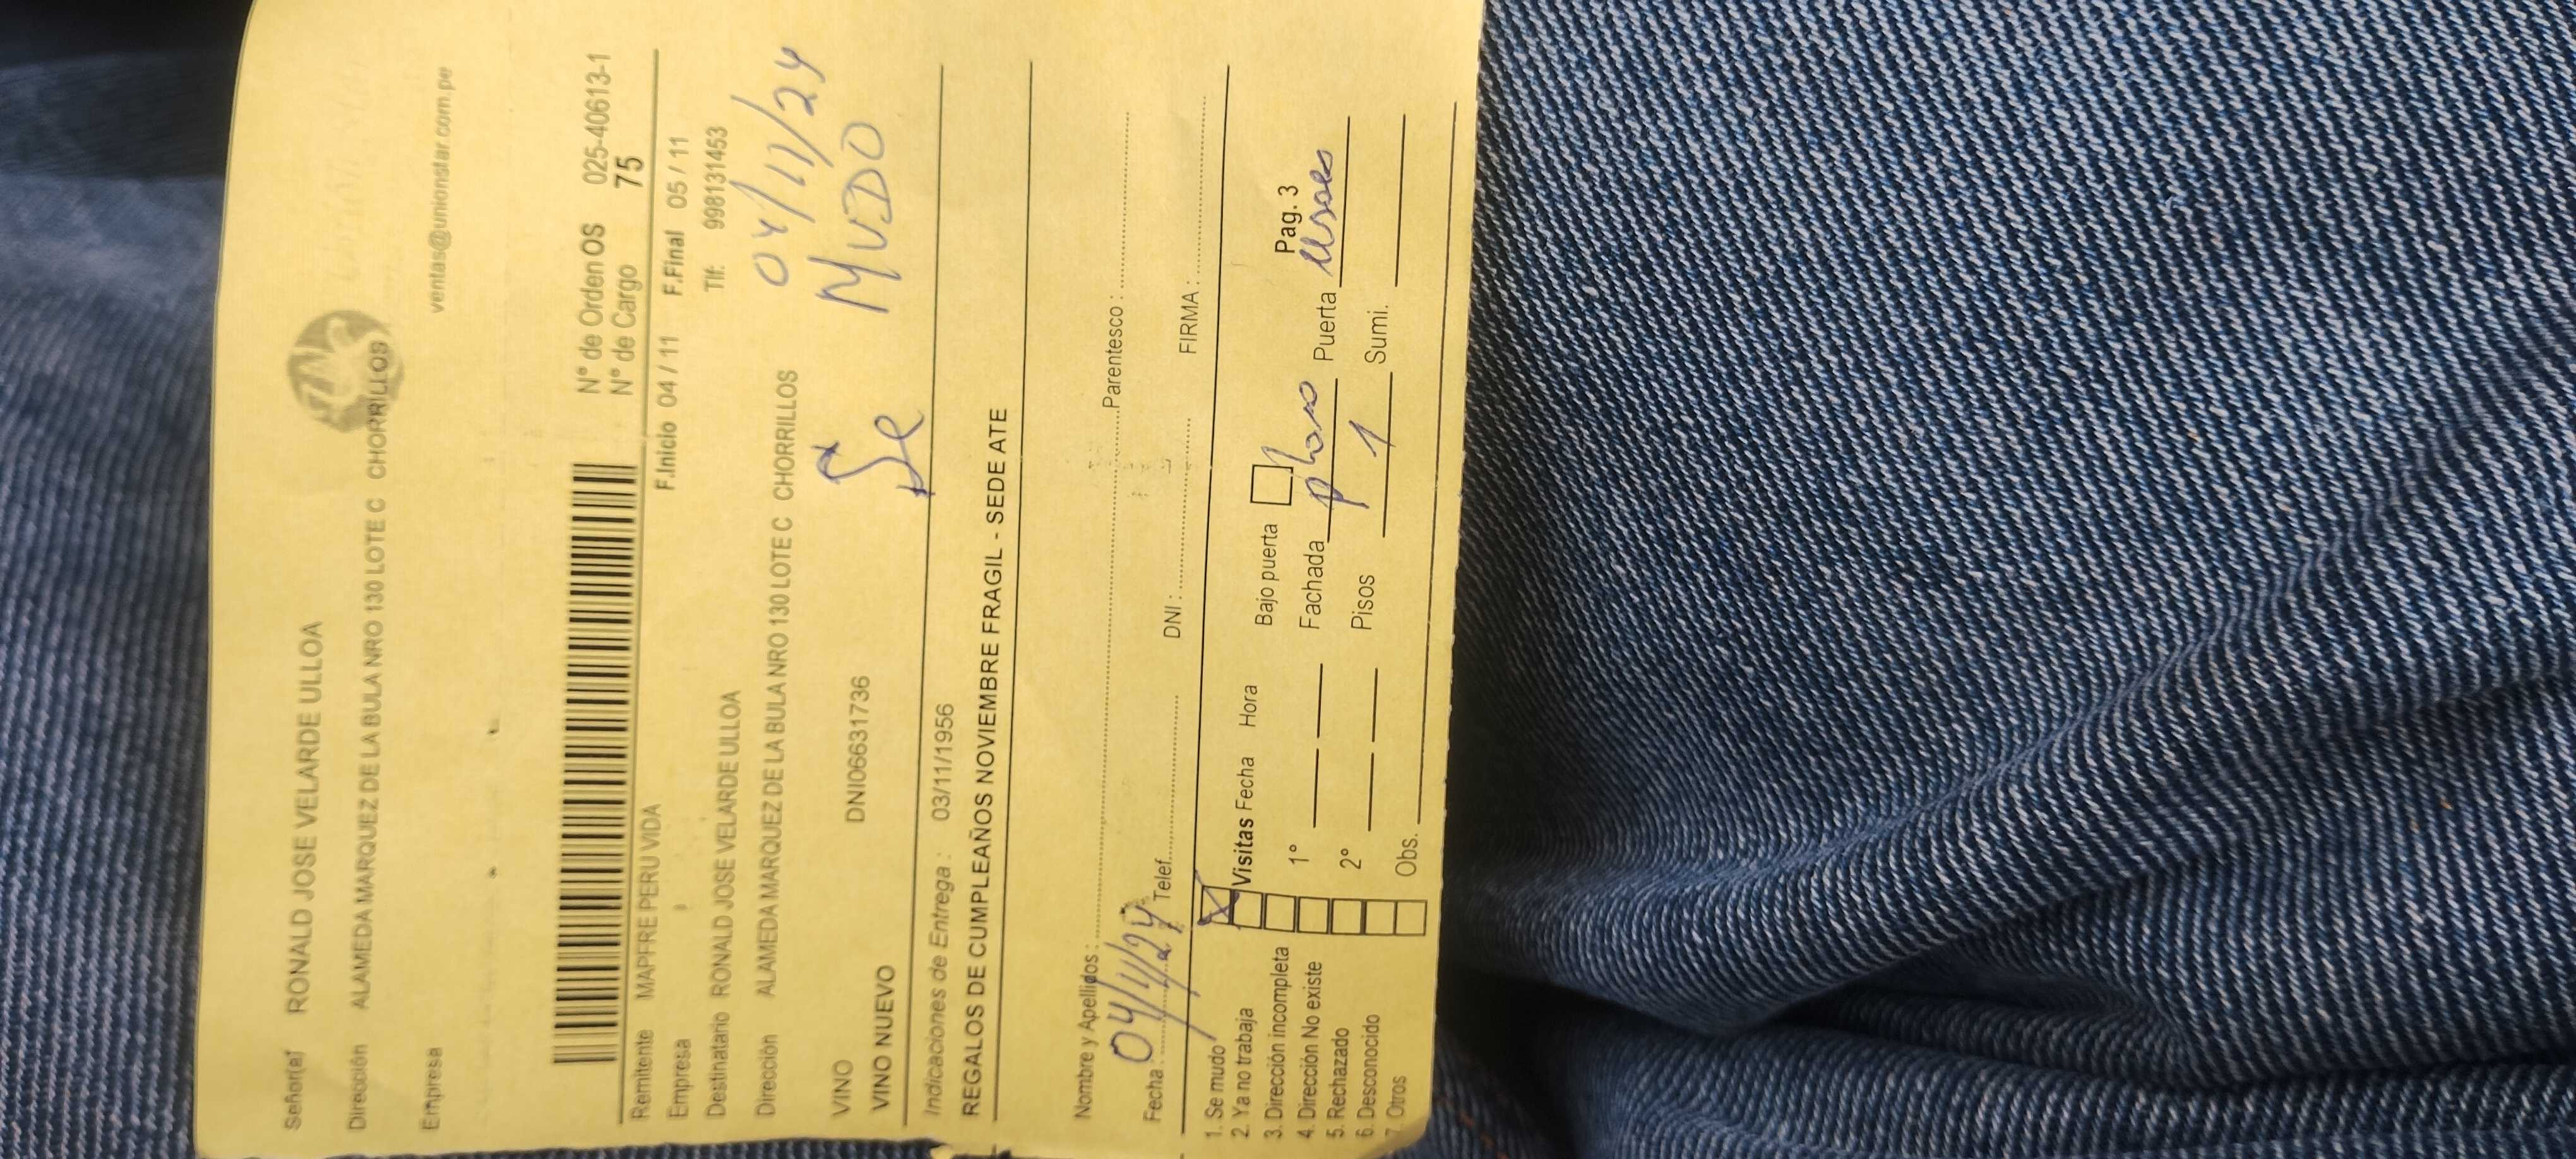 Señor(a) RONALD JOSE VELARDE ULLOA
Dirección ALAMEDA MARQUEZ DE LA BULA NRO 130 LOTE C CHORRILLOS
Empresa ventas@unionstar.com.pe
N° de Orden OS 025-40613-1
N° de Cargo 75
Remitente MAPFRE PERU VIDA F.Inicio 04 / 11 F.Final 05 / 11
Empresa Tlf: 998131453
Destinatario RONALD JOSE VELARDE ULLOA
04/11/24
Dirección ALAMEDA MARQUEZ DE LA BULA NRO 130 LOTE C CHORRILLOS
Se MUDO
VINO DNI06631736
VINO NUEVO
Indicaciones de Entrega : 03/11/1956
REGALOS DE CUMPLEAÑOS NOVIEMBRE FRAGIL - SEDE ATE
Nombre y Apellidos : Parentesco :
Fecha : 04/11/24 Telef. DNI : FIRMA :
1. Se mudo X
2. Ya no trabaja Visitas Fecha Hora Bajo puerta
3. Dirección incompleta Pag. 3
4. Dirección No existe 1° Fachada Puerta
5. Rechazado 2° Pisos 1 Sumi.
6. Desconocido
7. Otros Obs.